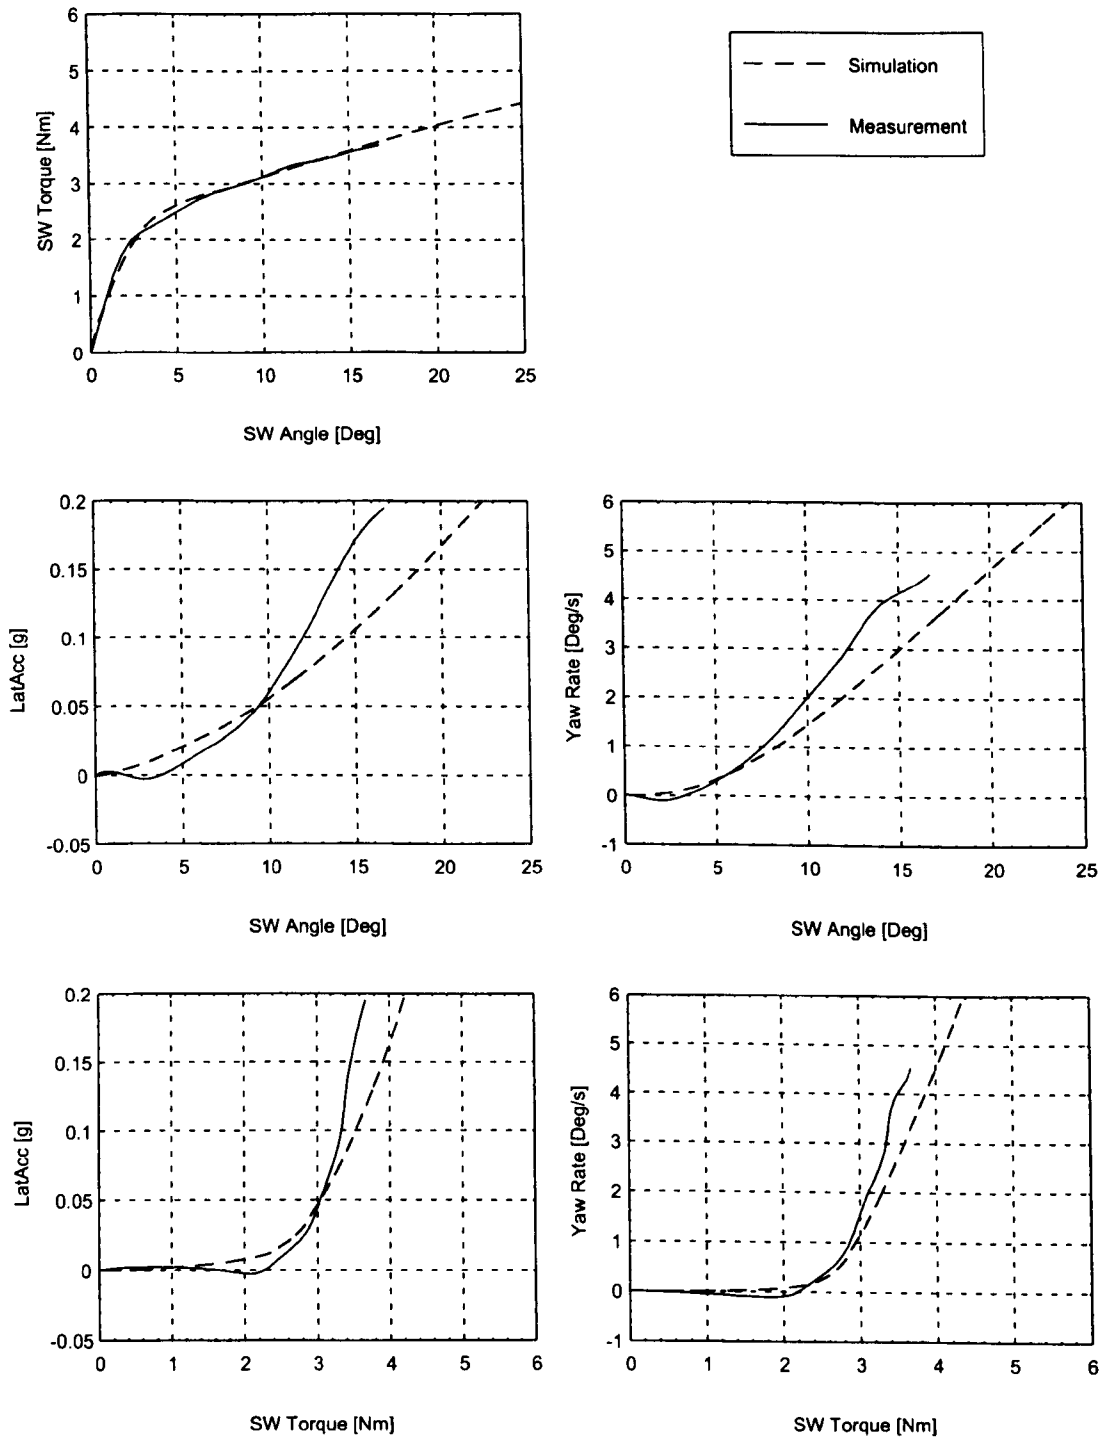 6
5
4
3
2
1
0
SW Torque [Nm]
0 5 10 15 20 25
SW Angle [Deg]
Simulation
Measurement
0.2
0.15
0.1
0.05
0
-0.05
LatAcc [g]
0 5 10 15 20 25
SW Angle [Deg]
6
5
4
3
2
1
0
-1
Yaw Rate [Deg/s]
0 5 10 15 20 25
SW Angle [Deg]
0.2
0.15
0.1
0.05
0
-0.05
LatAcc [g]
0 1 2 3 4 5 6
SW Torque [Nm]
6
5
4
3
2
1
0
-1
Yaw Rate [Deg/s]
0 1 2 3 4 5 6
SW Torque [Nm]